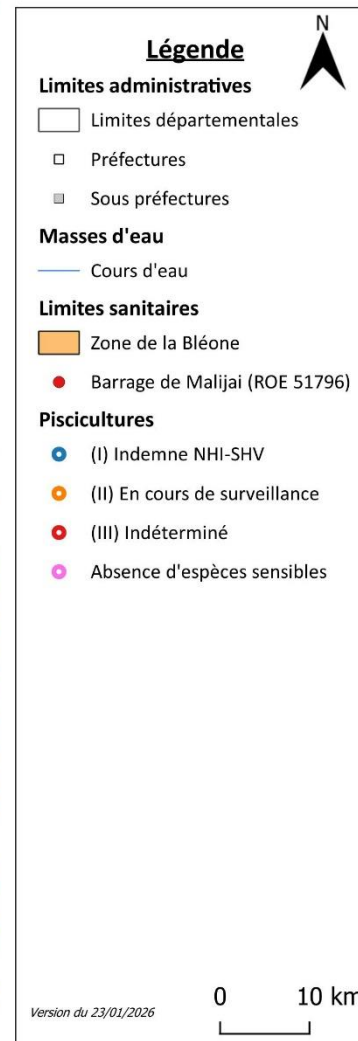 N
Légende
Limites administratives
Limites départementales
Préfectures
Sous préfectures
Masses d'eau
Cours d'eau
Limites sanitaires
Zone de la Bléone
Barrage de Malijai (ROE 51796)
Piscicultures
(I) Indemne NHI-SHV
(II) En cours de surveillance
(III) Indéterminé
Absence d'espèces sensibles
Version du 23/01/2026
0 10 km